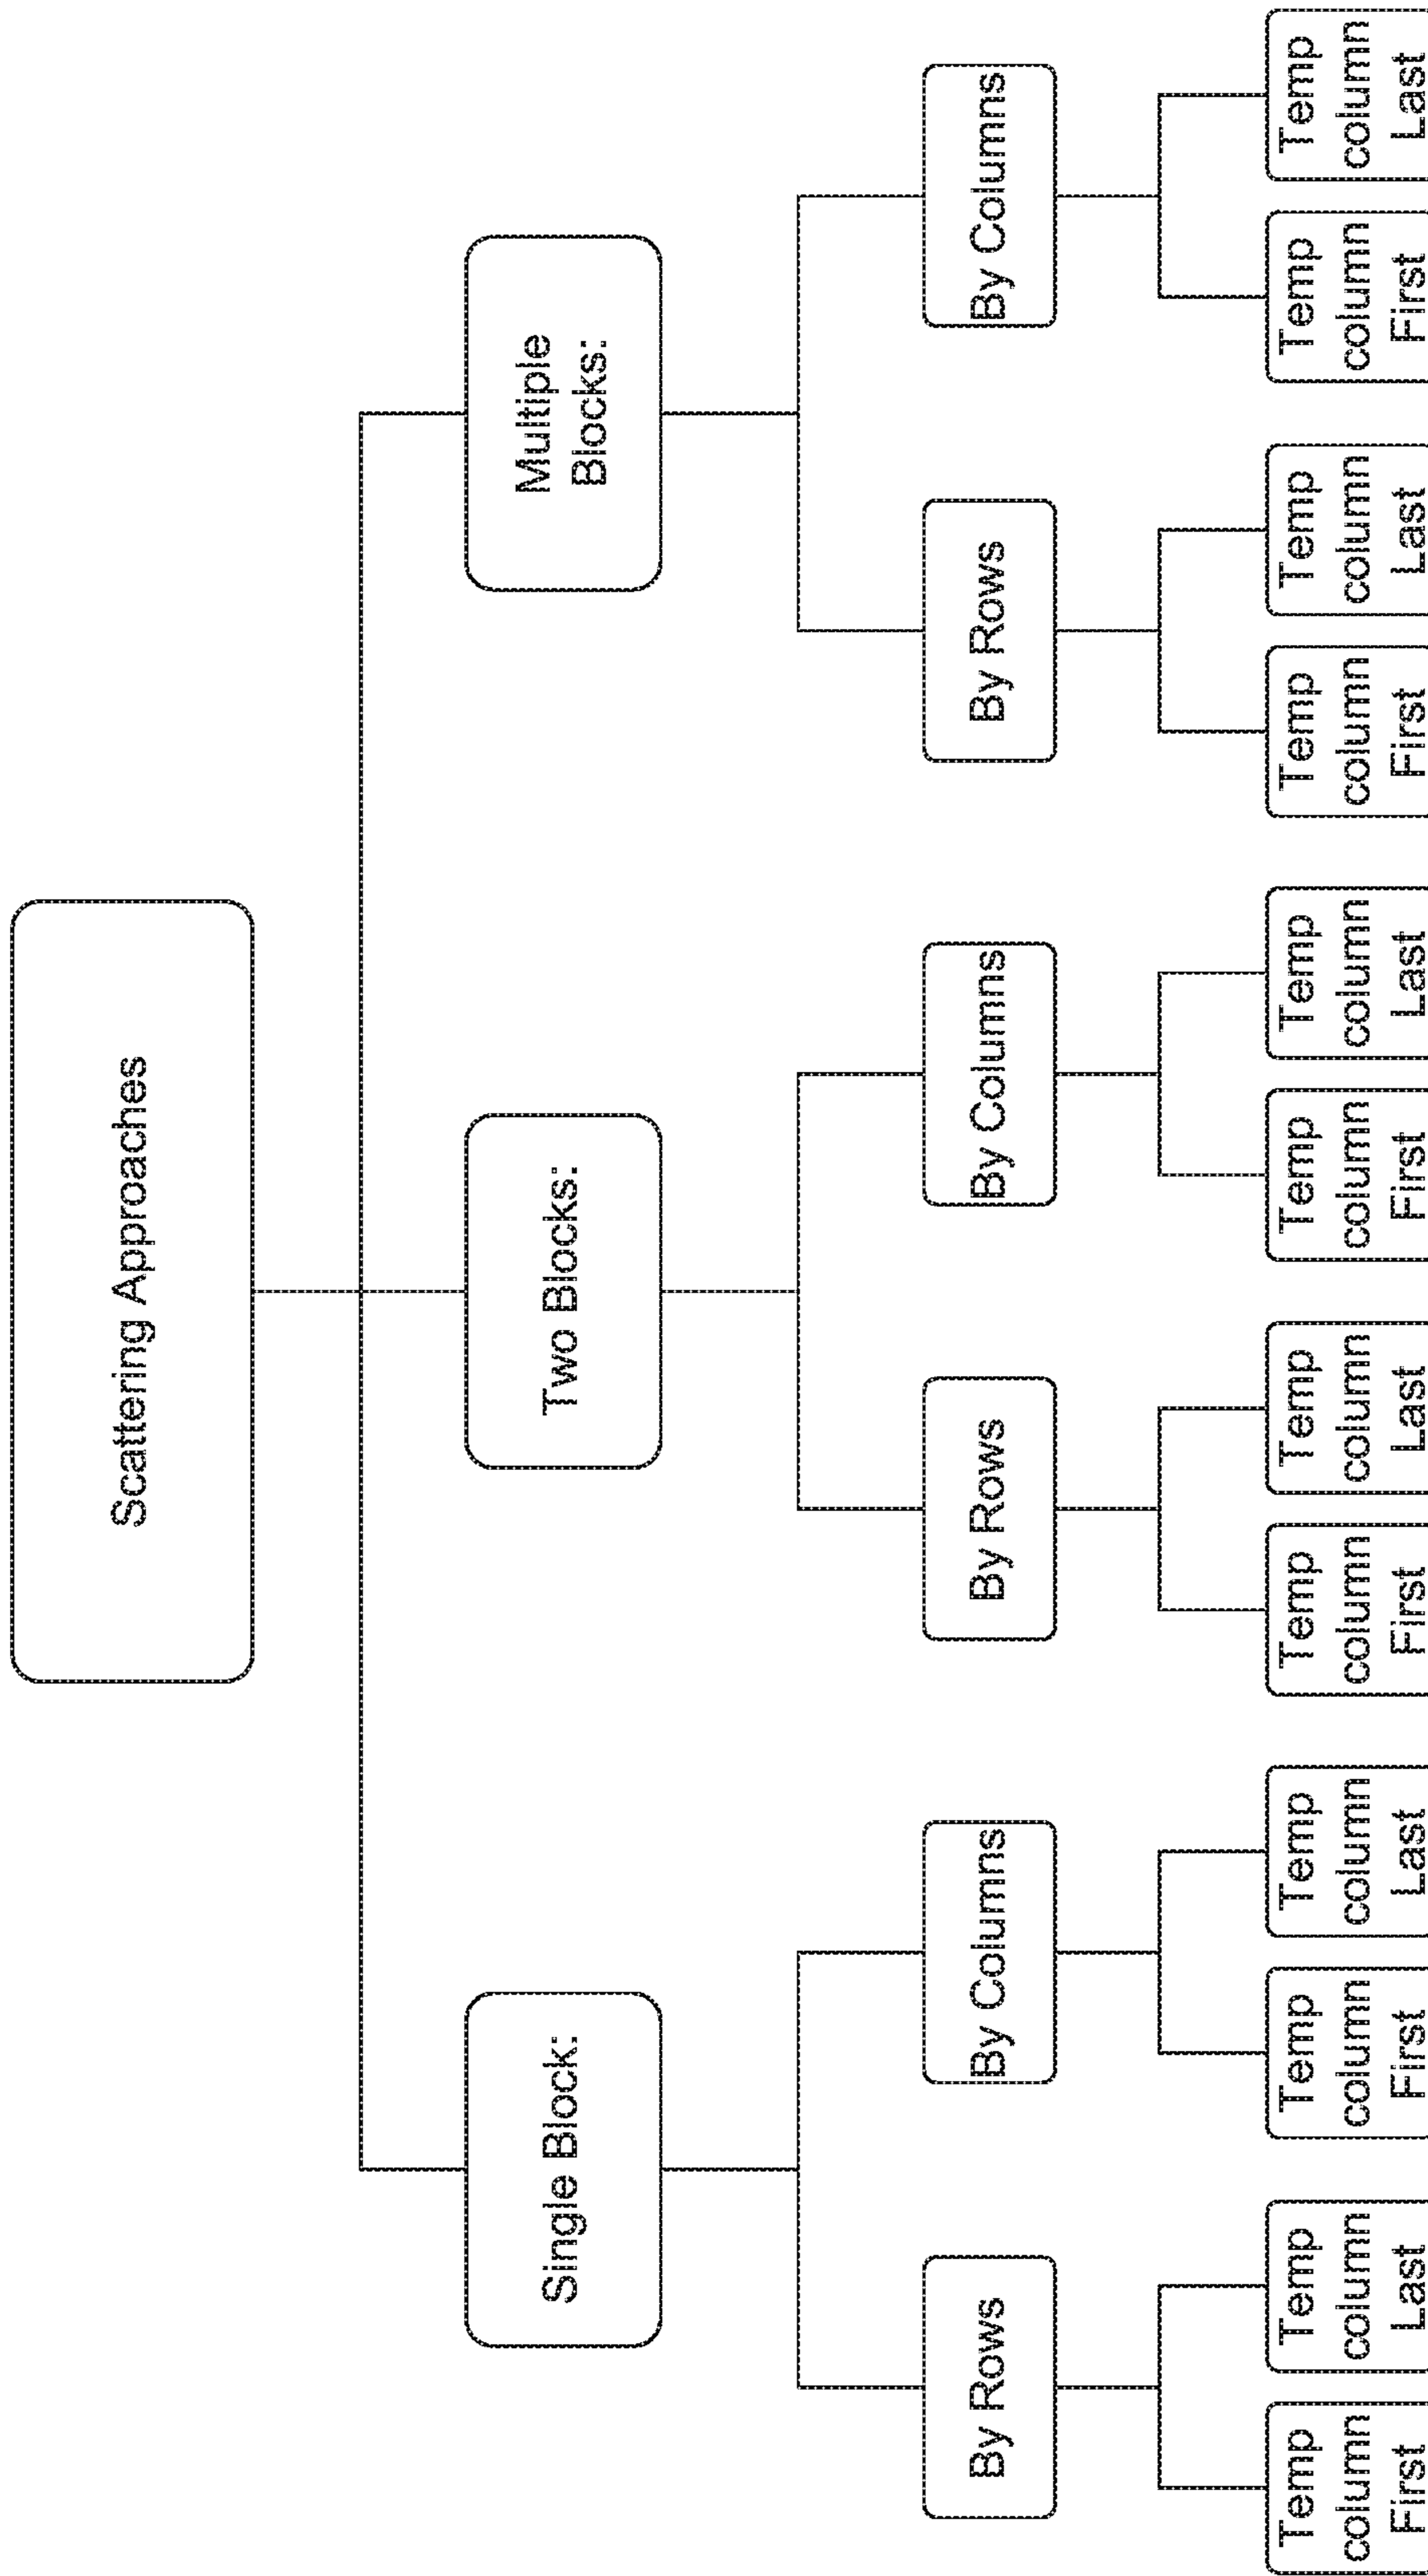 Scattering Approaches
Single Block:
Two Blocks:
Multiple
Blocks:
By Rows
By Columns
By Rows
By Columns
By Rows
By Columns
Temp
column
First
Temp
column
Last
Temp
column
First
Temp
column
Last
Temp
column
First
Temp
column
Last
Temp
column
First
Temp
column
Last
Temp
column
First
Temp
column
Last
Temp
column
First
Temp
column
Last